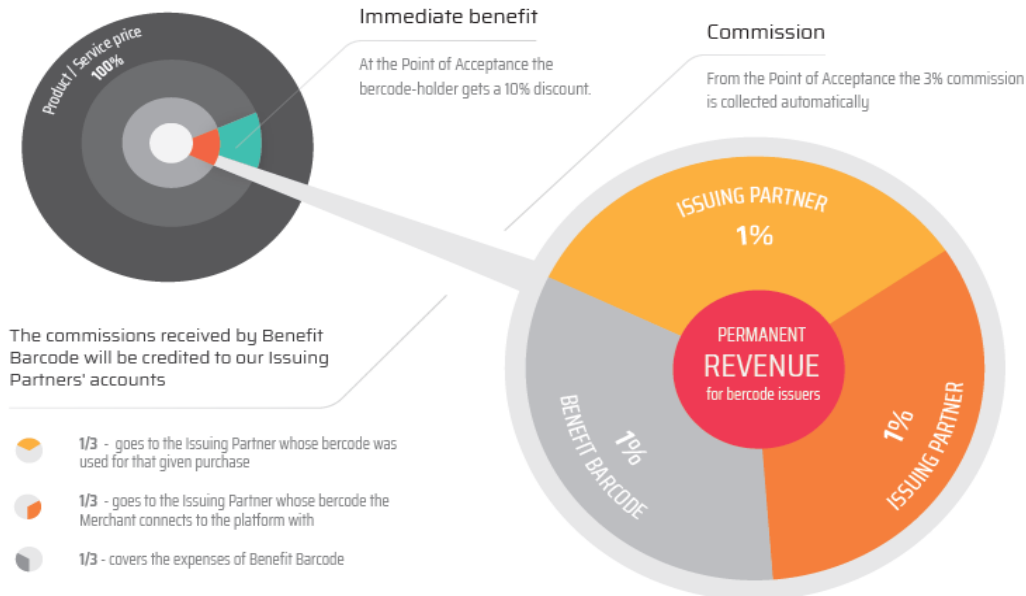 Product / Service price
100%
Immediate benefit
At the Point of Acceptance the
bercode-holder gets a 10% discount.
Commission
From the Point of Acceptance the 3% commission
is collected automatically
ISSUING PARTNER
1%
PERMANENT
REVENUE
for bercode issuers
1%
ISSUING PARTNER
1%
BENEFIT BARCODE
The commissions received by Benefit
Barcode will be credited to our Issuing
Partners' accounts
1/3 - goes to the Issuing Partner whose bercode was
used for that given purchase
1/3 - goes to the Issuing Partner whose bercode the
Merchant connects to the platform with
1/3 - covers the expenses of Benefit Barcode